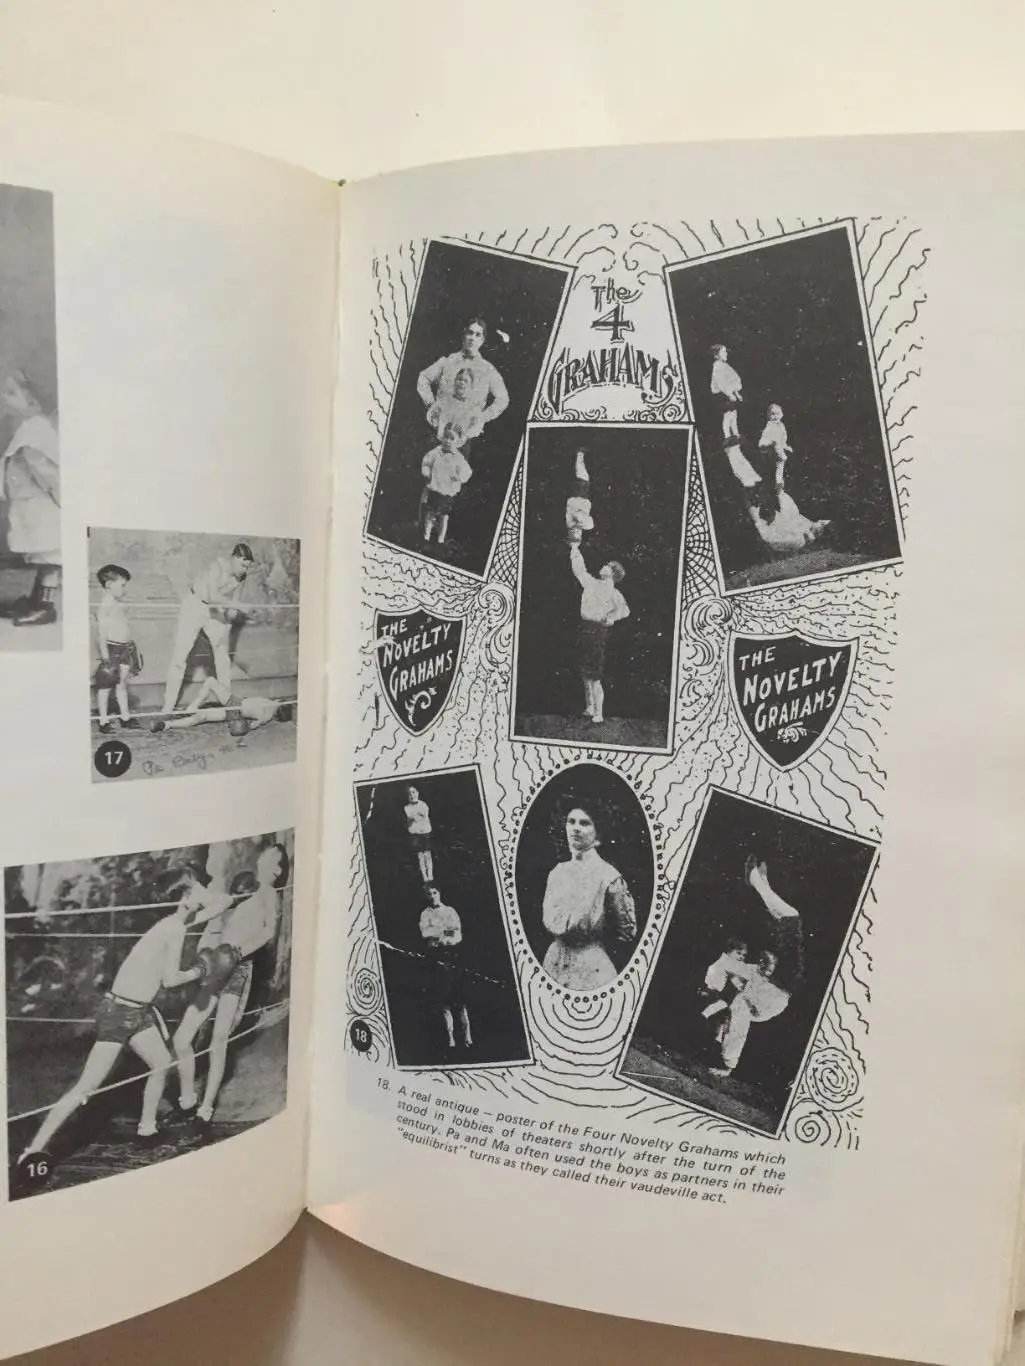 17
16
The
4
GRAHAMS
THE
NOVELTY
GRAHAMS
THE
NOVELTY
GRAHAMS
18
18. A real antique — poster of the Four Novelty Grahams which
stood in lobbies of theaters shortly after the turn of the
century. Pa and Ma often used the boys as partners in their
"equilibrist" turns as they called their vaudeville act.